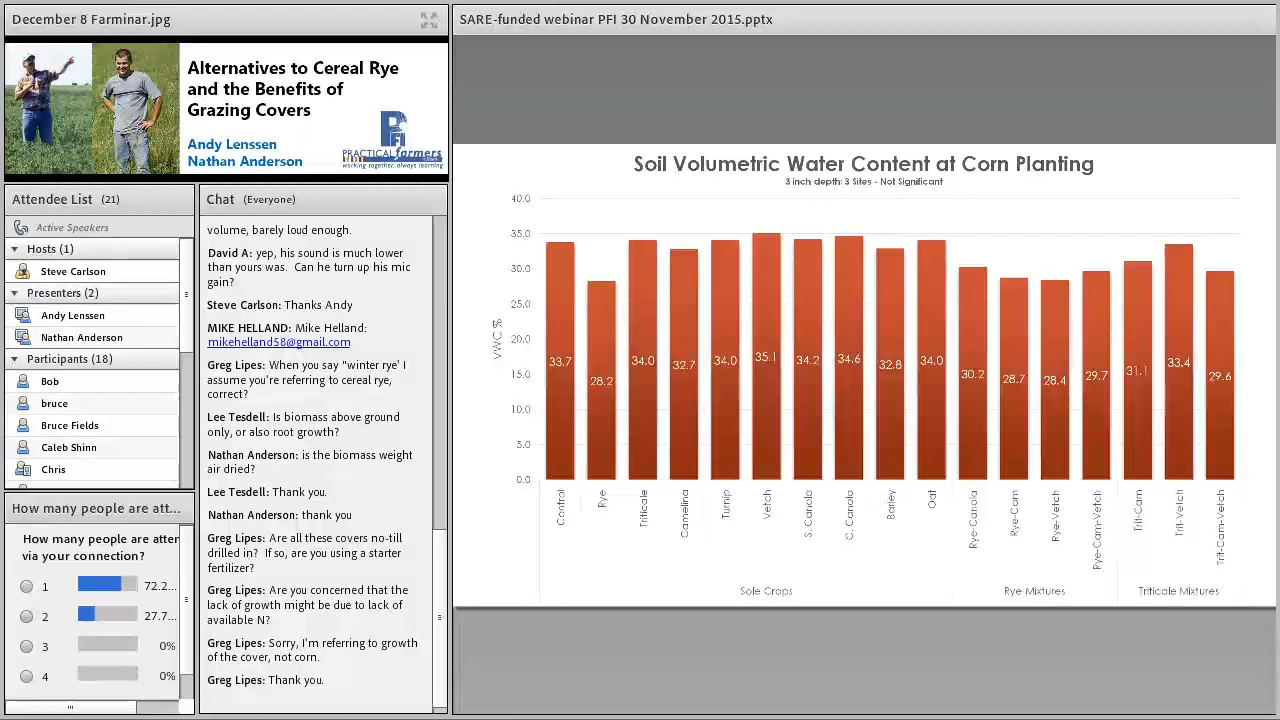 December 8 Farminar.jpg
Alternatives to Cereal Rye
and the Benefits of
Grazing Covers
Andy Lenssen
Nathan Anderson
PFI
PRACTICAL farmers
working together, always learning
Attendee List (21)
Active Speakers
Hosts (1)
Steve Carlson
Presenters (2)
Andy Lenssen
Nathan Anderson
Participants (18)
Bob
bruce
Bruce Fields
Caleb Shinn
Chris
How many people are att...
How many people are atter
via your connection?
1 72.2...
2 27.7...
3 0%
4 0%
Chat (Everyone)
volume, barely loud enough.
David A: yep, his sound is much lower
than yours was. Can he turn up his mic
gain?
Steve Carlson: Thanks Andy
MIKE HELLAND: Mike Helland:
mikehelland58@gmail.com
Greg Lipes: When you say "winter rye' I
assume you're referring to cereal rye,
correct?
Lee Tesdell: Is biomass above ground
only, or also root growth?
Nathan Anderson: is the biomass weight
air dried?
Lee Tesdell: Thank you.
Nathan Anderson: thank you
Greg Lipes: Are all these covers no-till
drilled in? If so, are you using a starter
fertilizer?
Greg Lipes: Are you concerned that the
lack of growth might be due to lack of
available N?
Greg Lipes: Sorry, I'm referring to growth
of the cover, not corn.
Greg Lipes: Thank you.
SARE-funded webinar PFI 30 November 2015.pptx
Soil Volumetric Water Content at Corn Planting
3 inch depth: 3 Sites - Not Significant
VWC %
40.0
35.0
30.0
25.0
20.0
15.0
10.0
5.0
0.0
33.7 28.2 34.0 32.7 34.0 35.1 34.2 34.6 32.8 34.0 30.2 28.7 28.4 29.7 31.1 33.4 29.6
Control
Rye
Triticale
Camelina
Turnip
Vetch
S. Canola
C. Canola
Barley
Oat
Rye-Canola
Rye-Cam
Rye-Vetch
Rye-Cam-Vetch
Trit-Cam
Trit-Vetch
Trit-Cam-Vetch
Sole Crops
Rye Mixtures
Triticale Mixtures